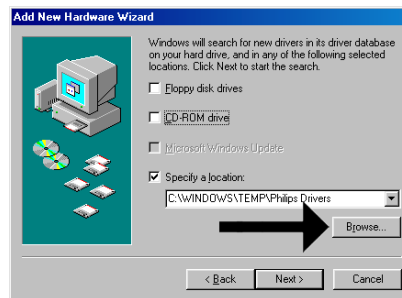 Add New Hardware Wizard
Windows will search for new drivers in its driver database
on your hard drive, and in any of the following selected
locations. Click Next to start the search.
Floppy disk drives
CD-ROM drive
Microsoft Windows Update
Specify a location:
C:\WINDOWS\TEMP\Philips Drivers
Browse...
< Back
Next >
Cancel